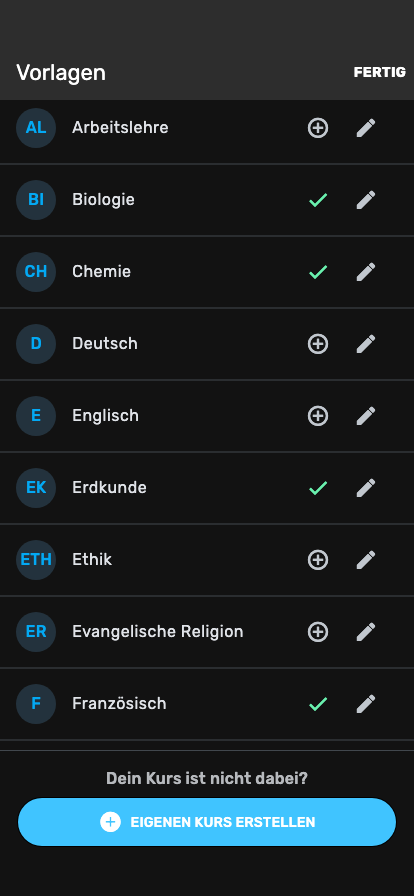 Vorlagen FERTIG
AL Arbeitslehre
BI Biologie
CH Chemie
D Deutsch
E Englisch
EK Erdkunde
ETH Ethik
ER Evangelische Religion
F Französisch
Dein Kurs ist nicht dabei?
EIGENEN KURS ERSTELLEN